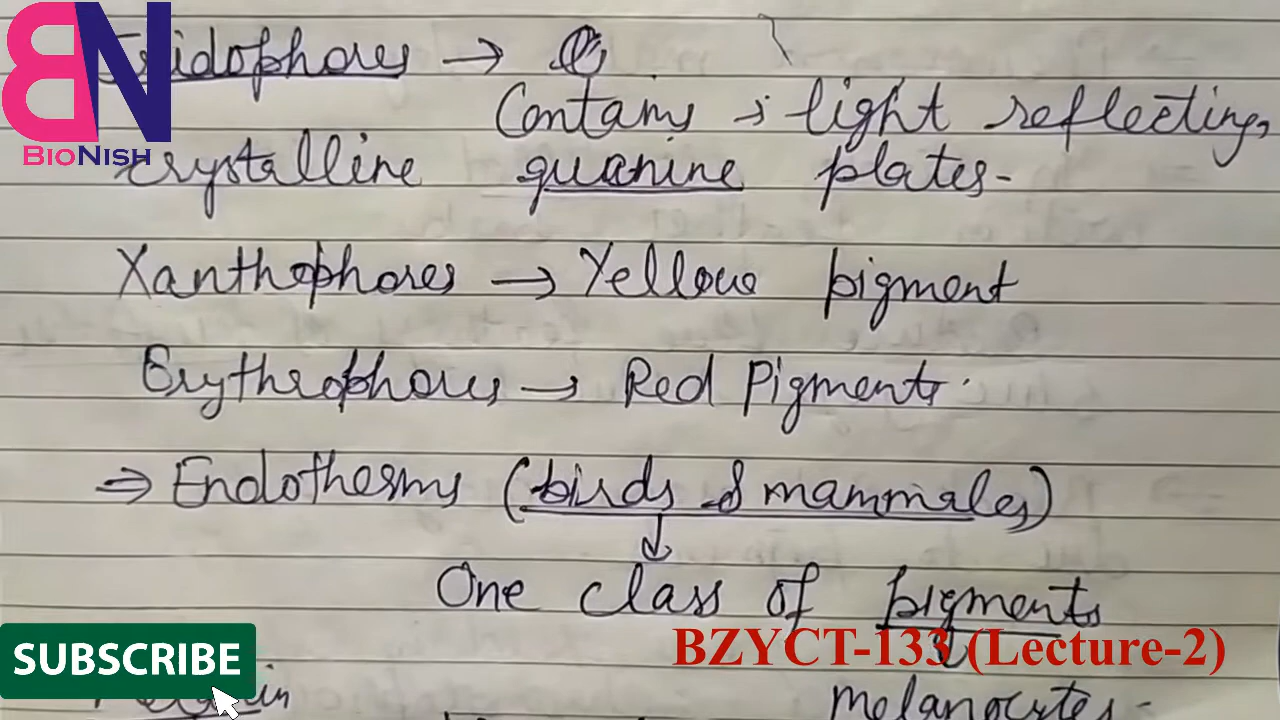 BN
BIONISH
Iridophores →
Contains light reflecting,
crystalline guanine plates-
Xanthophores → Yellow pigment
Erythrophores → Red Pigments.
⇒ Endotherms (birds & mammales)
↓
One class of pigments
BZYCT-133 (Lecture-2)
SUBSCRIBE
melanocytes-